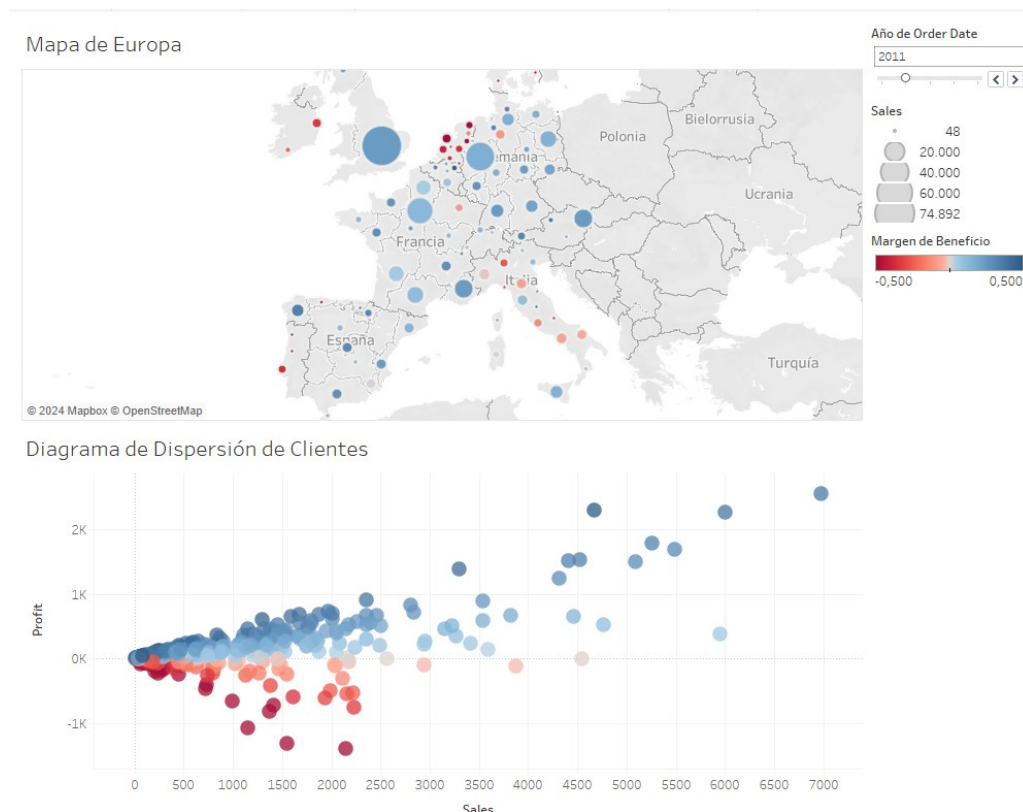 Mapa de Europa
Año de Order Date
2011
Sales
48
20.000
40.000
60.000
74.892
Margen de Beneficio
-0,500
0,500
Bielorrusia
Polonia
emania
Ucrania
Francia
It ia
España
Turquía
© 2024 Mapbox © OpenStreetMap
Diagrama de Dispersión de Clientes
2K
1K
0K
-1K
Profit
0
500
1000
1500
2000
2500
3000
3500
4000
4500
5000
5500
6000
6500
7000
Sales